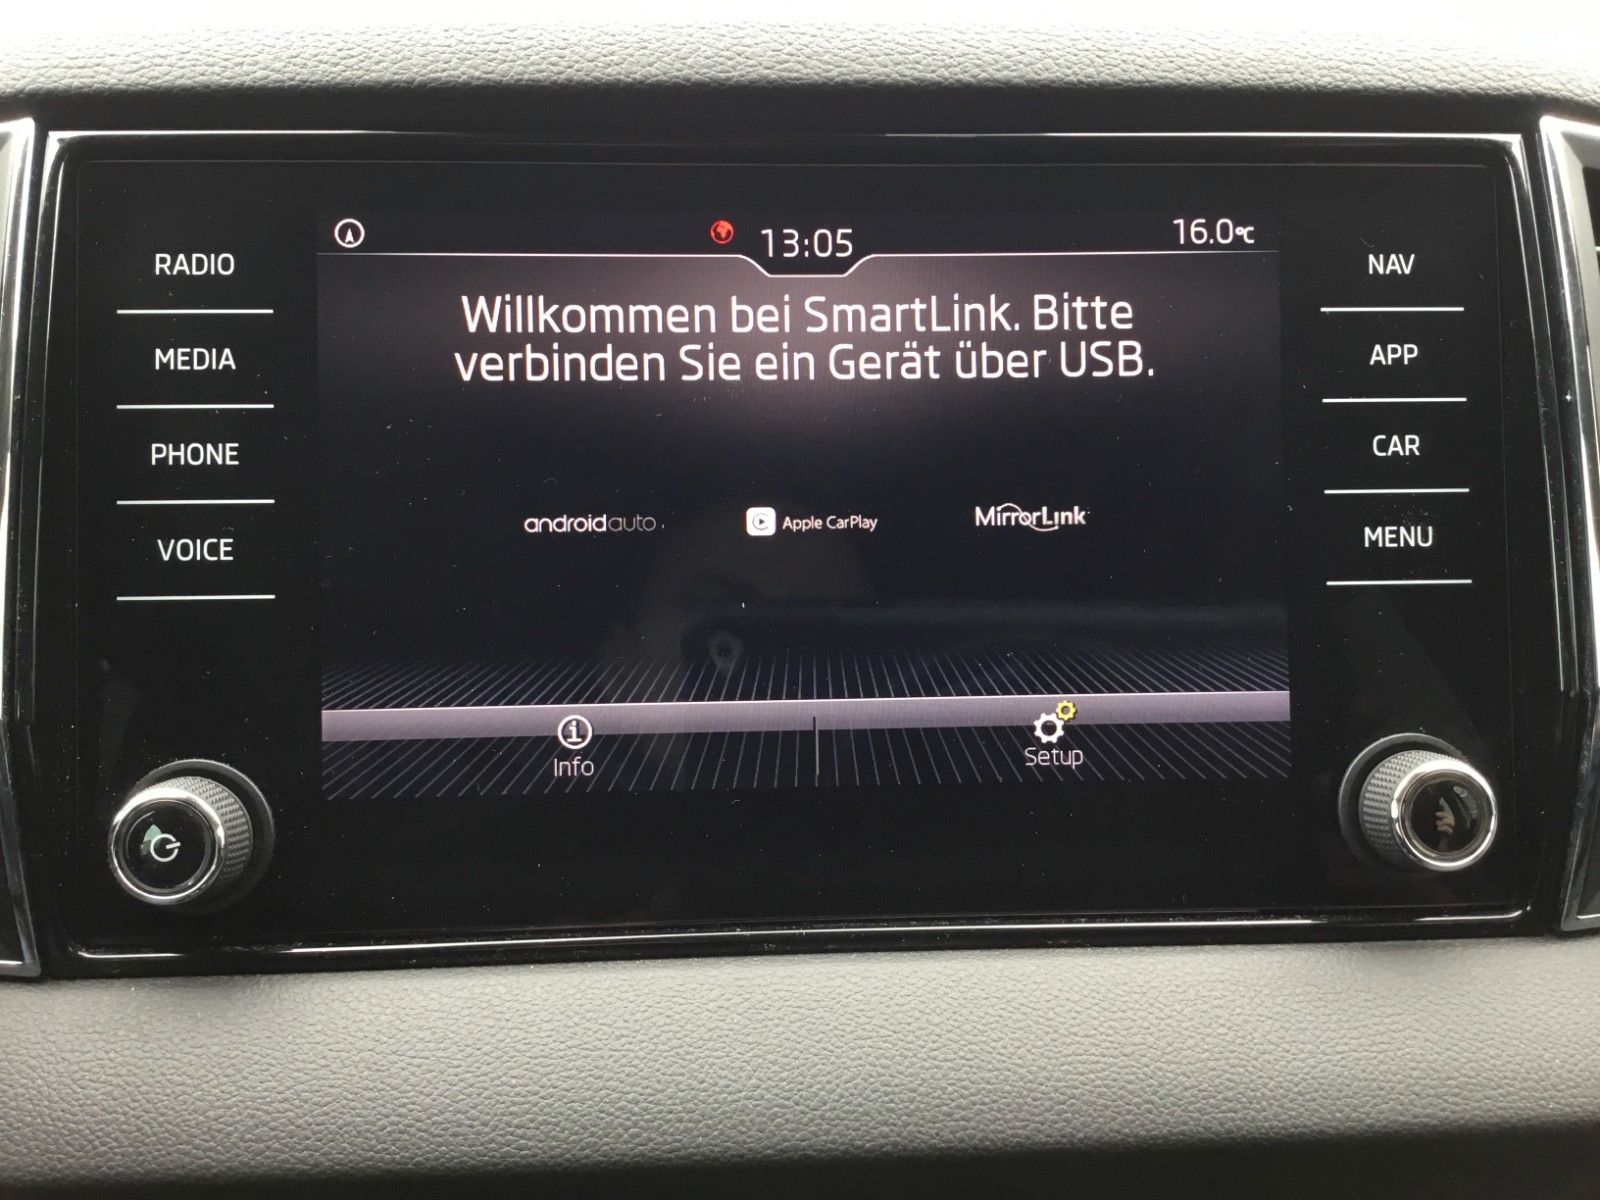 13:05
16.0°C
RADIO
MEDIA
PHONE
VOICE
Willkommen bei SmartLink. Bitte
verbinden Sie ein Gerät über USB.
androidauto
Apple CarPlay
MirrorLink
Info
Setup
NAV
APP
CAR
MENU